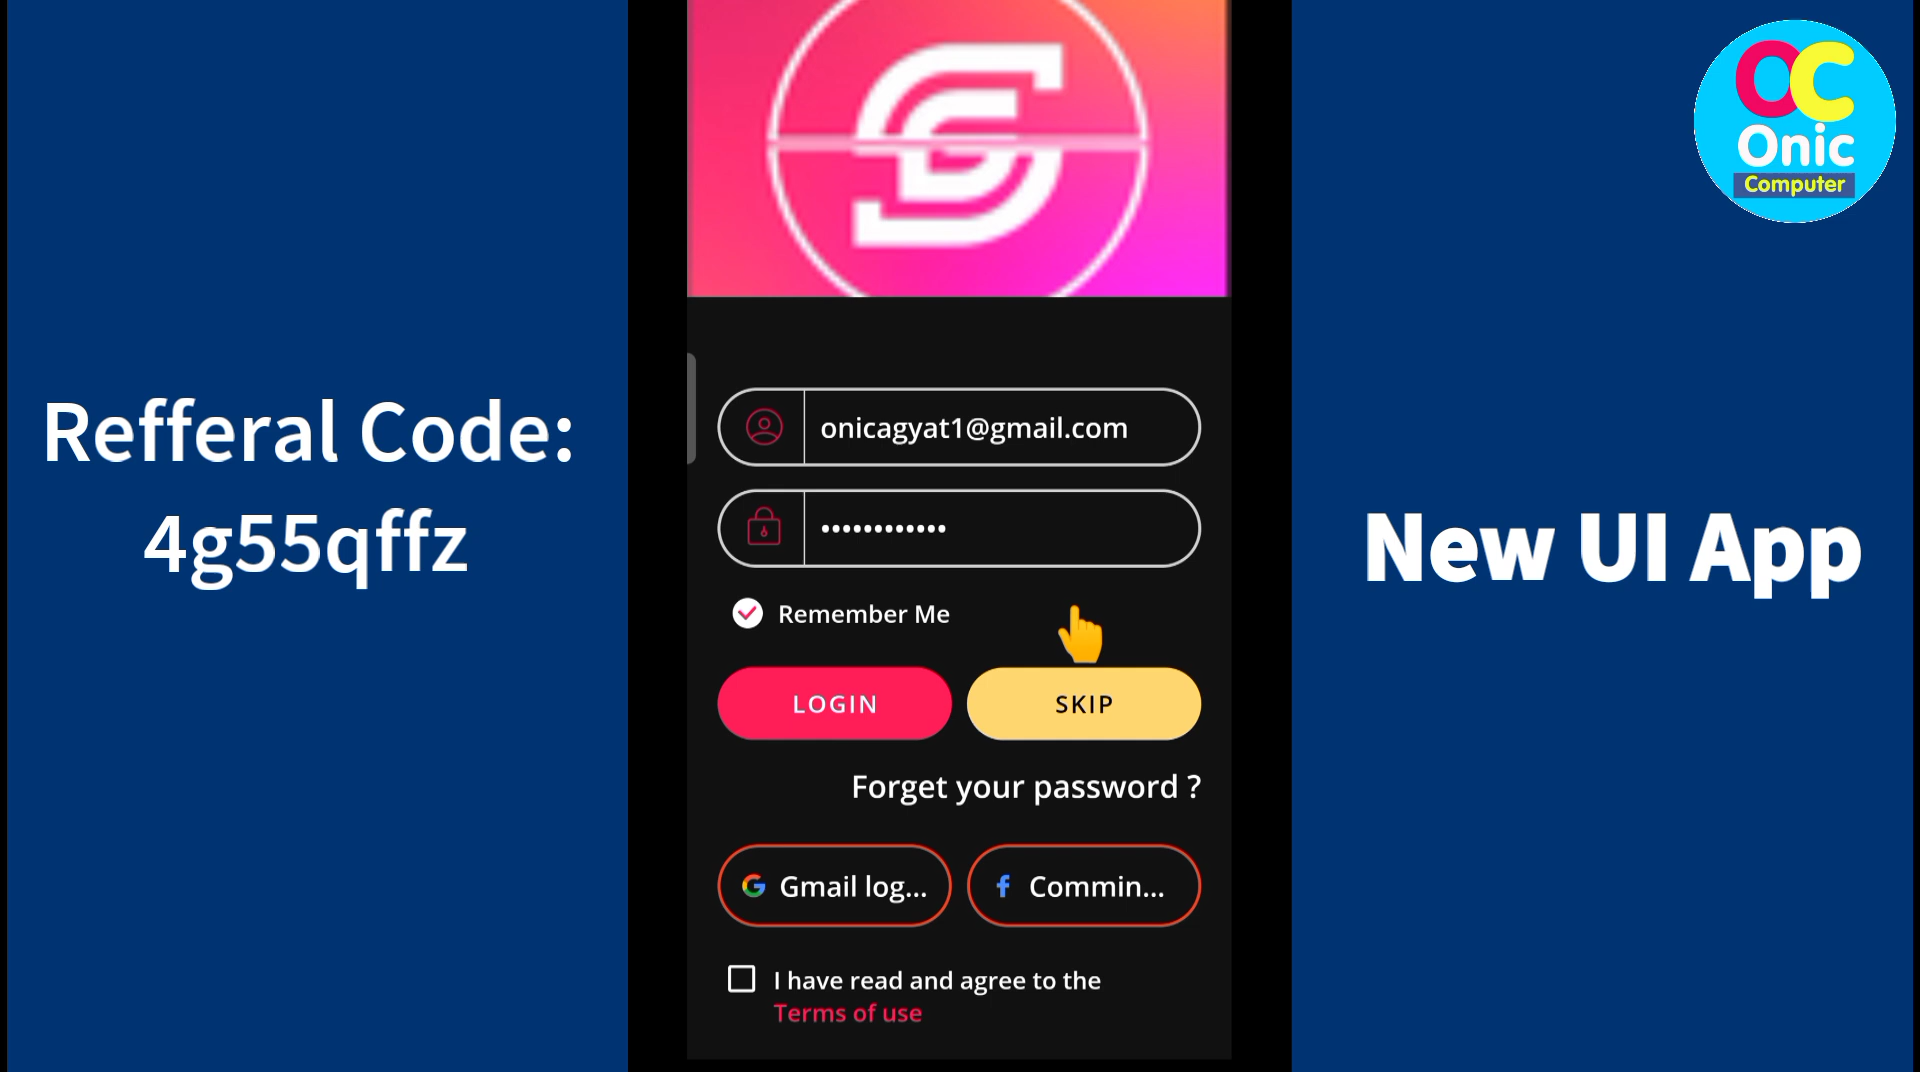 Refferal Code:
4g55qffz
onicagyat1@gmail.com
••••••••••••
Remember Me
LOGIN
SKIP
Forget your password ?
Gmail log...
Commin...
I have read and agree to the
Terms of use
OC
Onic
Computer
New UI App